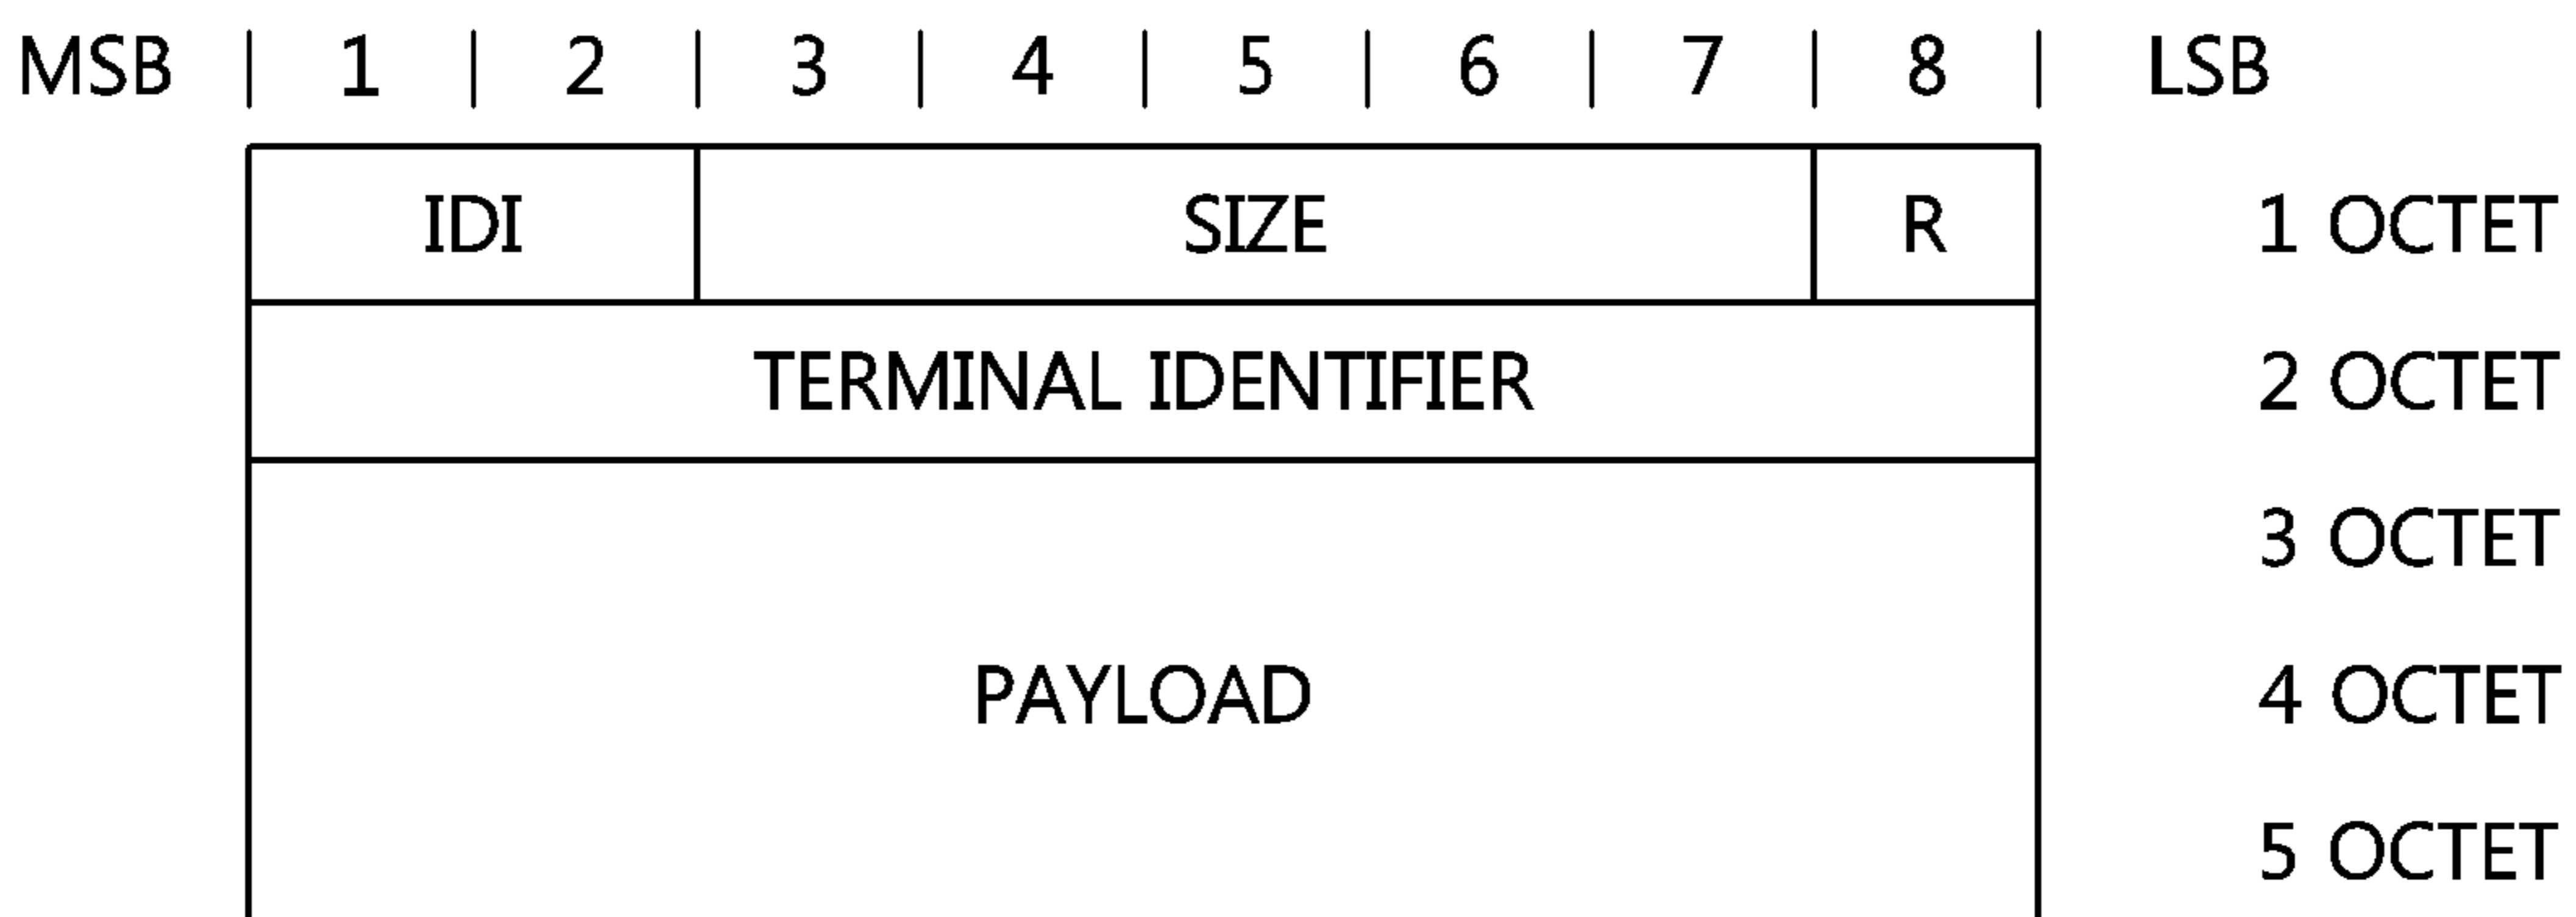 MSB | 1 | 2 | 3 | 4 | 5 | 6 | 7 | 8 | LSB
IDI SIZE R 1 OCTET
TERMINAL IDENTIFIER 2 OCTET
3 OCTET
PAYLOAD 4 OCTET
5 OCTET